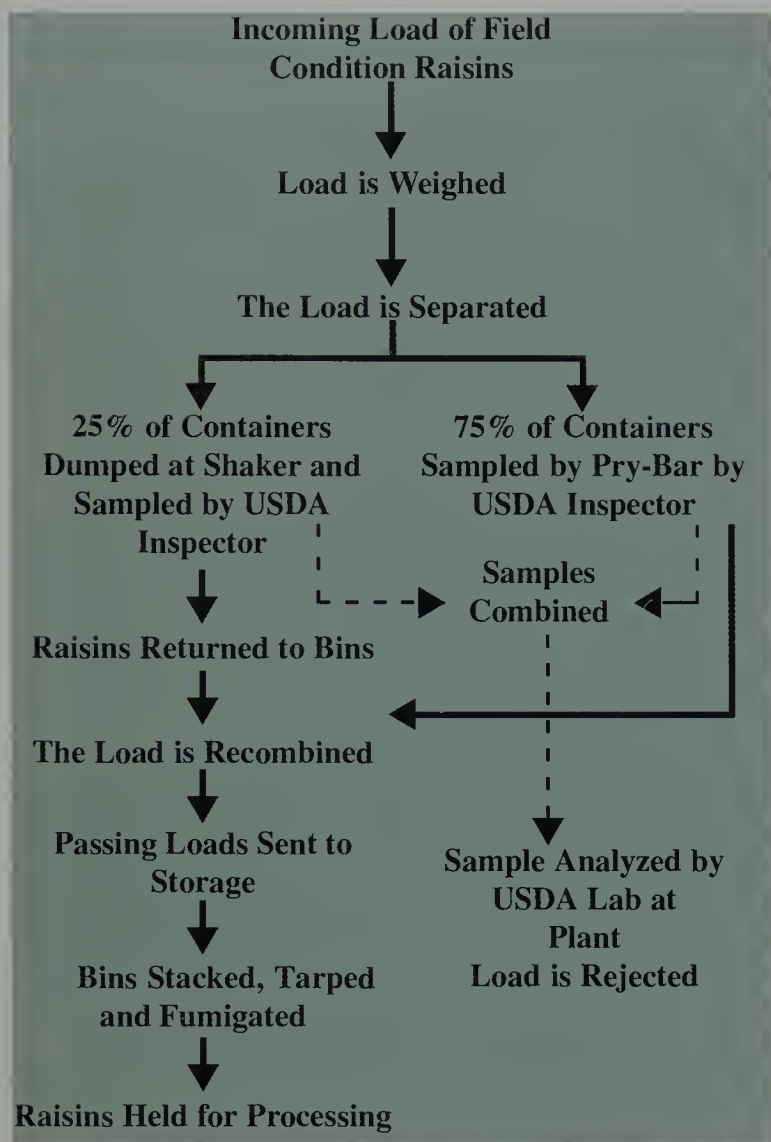 Incoming Load of Field
Condition Raisins
Load is Weighed
The Load is Separated
25% of Containers
Dumped at Shaker and
Sampled by USDA
Inspector
75% of Containers
Sampled by Pry-Bar by
USDA Inspector
Samples
Combined
Raisins Returned to Bins
The Load is Recombined
Passing Loads Sent to
Storage
Sample Analyzed by
USDA Lab at
Plant
Load is Rejected
Bins Stacked, Tarped
and Fumigated
Raisins Held for Processing